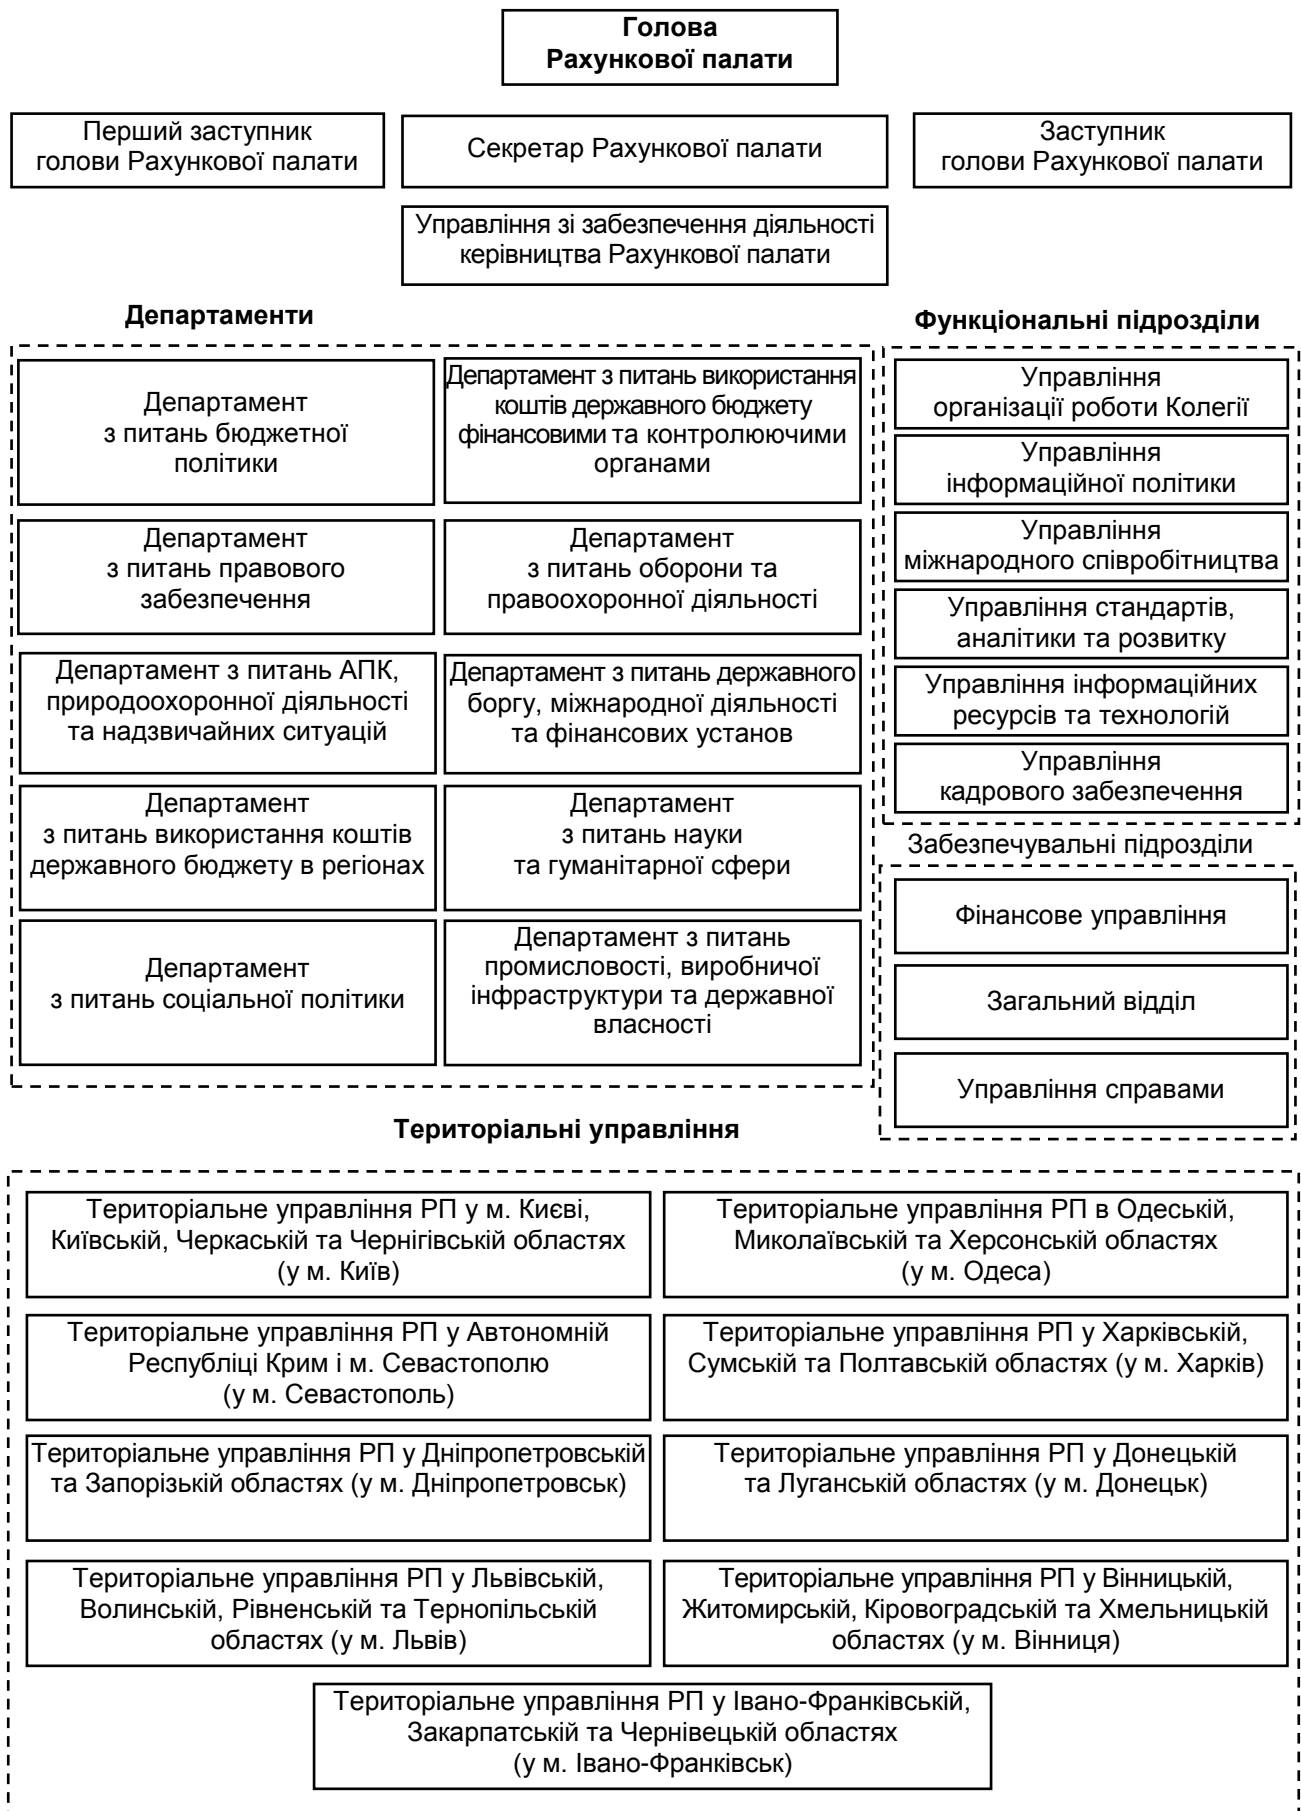 Голова
Рахункової палати
Перший заступник
голови Рахункової палати
Секретар Рахункової палати
Заступник
голови Рахункової палати
Управління зі забезпечення діяльності
керівництва Рахункової палати
Департаменти
Департамент
з питань бюджетної
політики
Департамент з питань використання
коштів державного бюджету
фінансовими та контролюючими
органами
Департамент
з питань правового
забезпечення
Департамент
з питань оборони та
правоохоронної діяльності
Департамент з питань АПК,
природоохоронної діяльності
та надзвичайних ситуацій
Департамент з питань державного
боргу, міжнародної діяльності
та фінансових установ
Департамент
з питань використання коштів
державного бюджету в регіонах
Департамент
з питань науки
та гуманітарної сфери
Департамент
з питань соціальної політики
Департамент з питань
промисловості, виробничої
інфраструктури та державної
власності
Функціональні підрозділи
Управління
організації роботи Колегії
Управління
інформаційної політики
Управління
міжнародного співробітництва
Управління стандартів,
аналітики та розвитку
Управління інформаційних
ресурсів та технологій
Управління
кадрового забезпечення
Забезпечувальні підрозділи
Фінансове управління
Загальний відділ
Управління справами
Територіальні управління
Територіальне управління РП у м. Києві,
Київській, Черкаській та Чернігівській областях
(у м. Київ)
Територіальне управління РП в Одеській,
Миколаївській та Херсонській областях
(у м. Одеса)
Територіальне управління РП у Автономній
Республіці Крим і м. Севастополю
(у м. Севастополь)
Територіальне управління РП у Харківській,
Сумській та Полтавській областях (у м. Харків)
Територіальне управління РП у Дніпропетровській
та Запорізькій областях (у м. Дніпропетровськ)
Територіальне управління РП у Донецькій
та Луганській областях (у м. Донецьк)
Територіальне управління РП у Львівській,
Волинській, Рівненській та Тернопільській
областях (у м. Львів)
Територіальне управління РП у Вінницькій,
Житомирській, Кіровоградській та Хмельницькій
областях (у м. Вінниця)
Територіальне управління РП у Івано-Франківській,
Закарпатській та Чернівецькій областях
(у м. Івано-Франківськ)